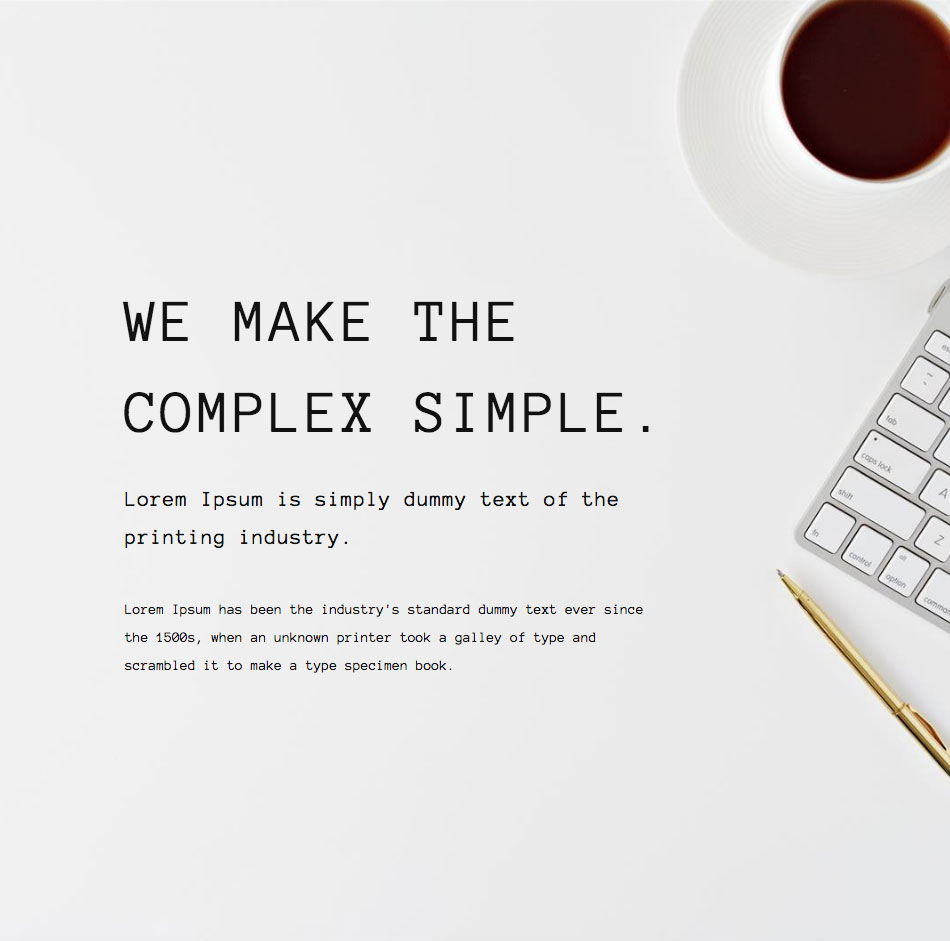 WE MAKE THE
COMPLEX SIMPLE.
Lorem Ipsum is simply dummy text of the
printing industry.
Lorem Ipsum has been the industry's standard dummy text ever since
the 1500s, when an unknown printer took a galley of type and
scrambled it to make a type specimen book.
esc
~
tab
caps lock
A
shift
Z
fn
control
alt
option